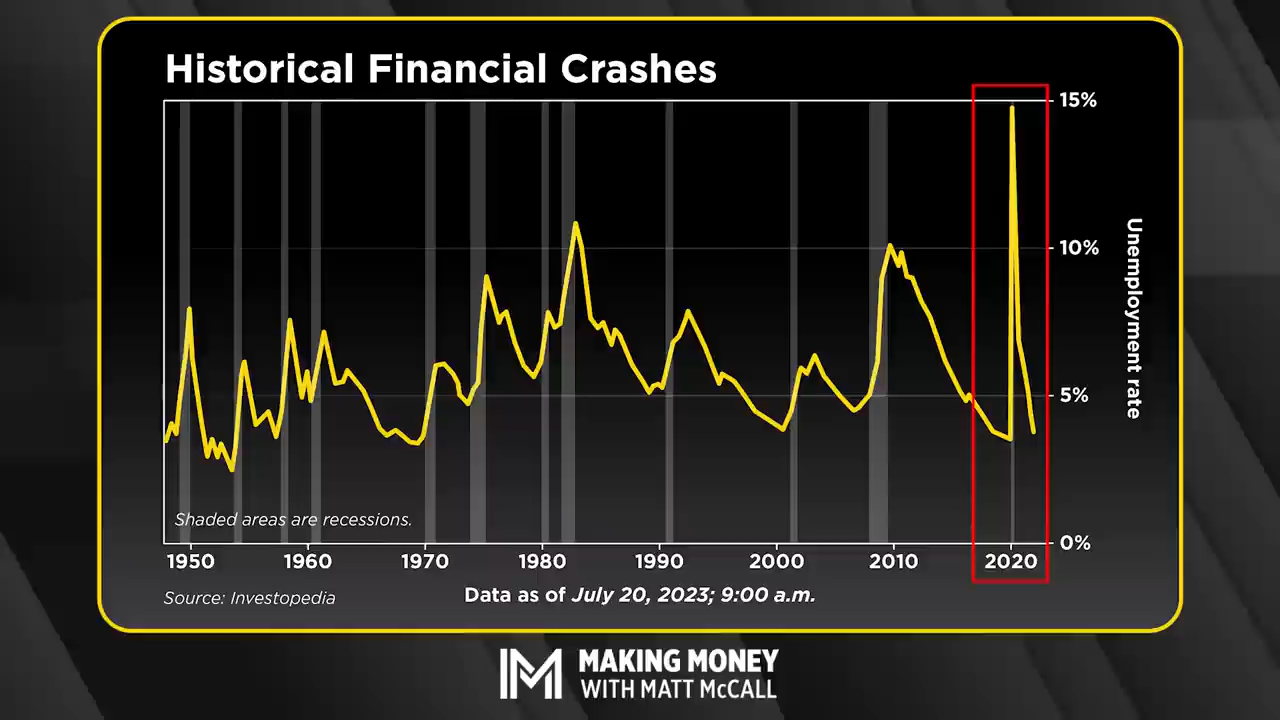 Historical Financial Crashes
15%
10%
5%
0%
Unemployment rate
Shaded areas are recessions.
1950 1960 1970 1980 1990 2000 2010 2020
Source: Investopedia
Data as of July 20, 2023; 9:00 a.m.
M
MAKING MONEY
WITH MATT McCALL